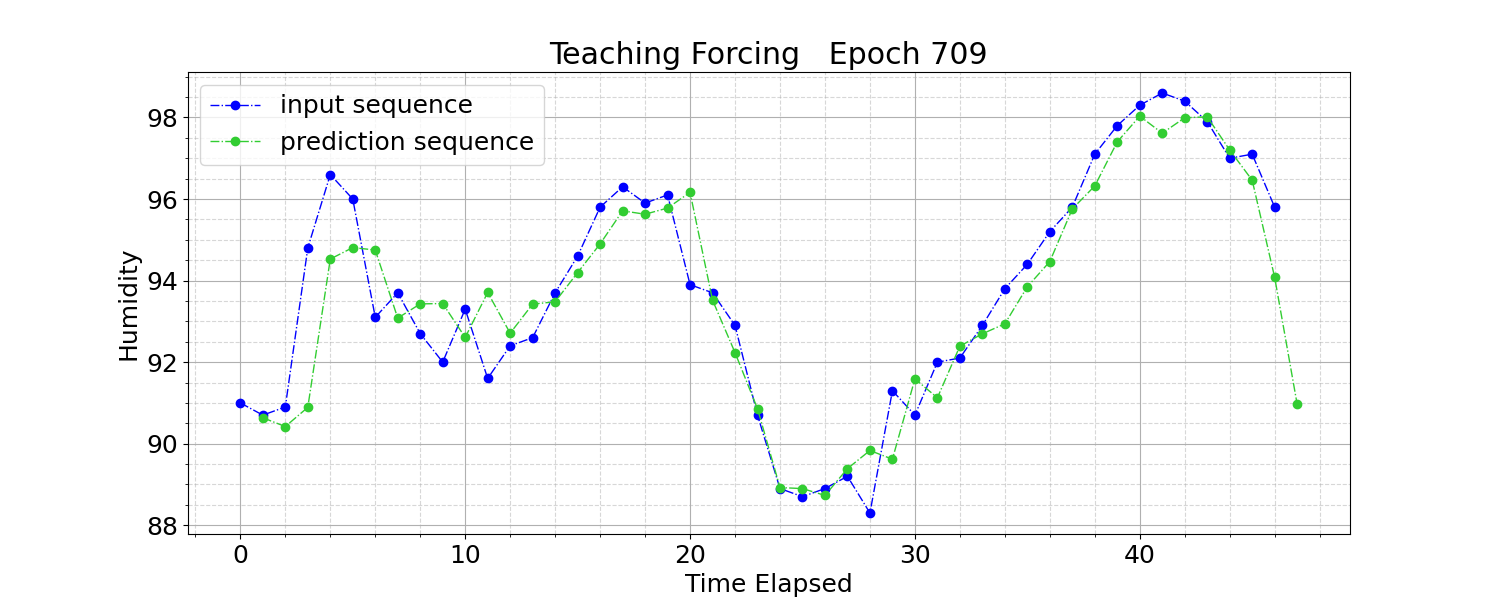 Teaching Forcing   Epoch 709
input sequence
prediction sequence
Humidity
98
96
94
92
90
88
0 10 20 30 40
Time Elapsed